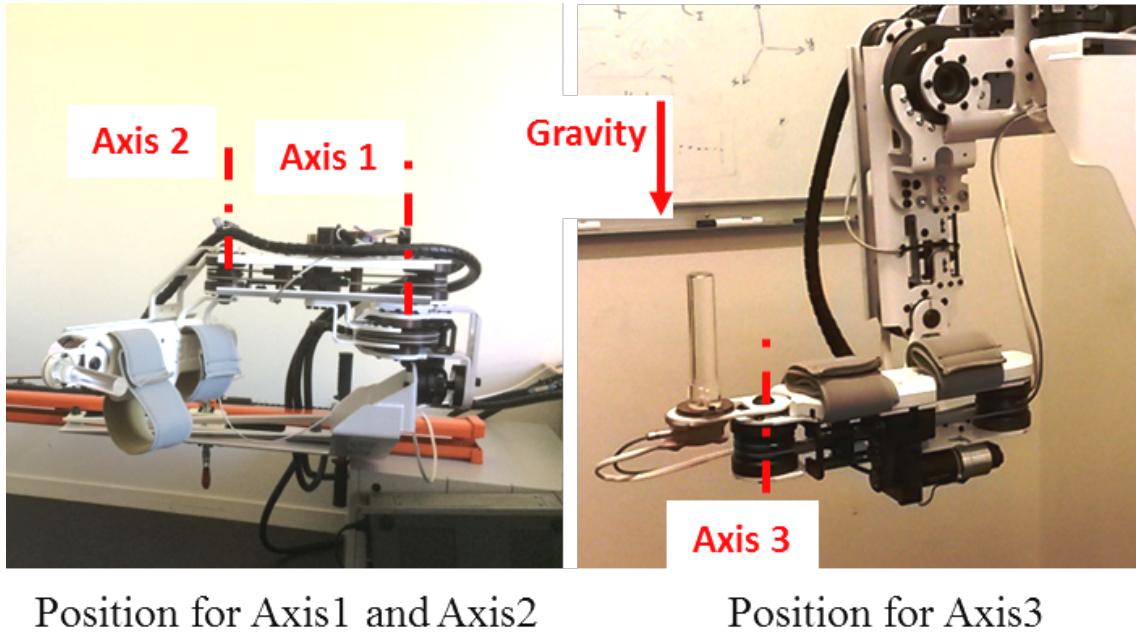 Axis 2
Axis 1
Gravity
Axis 3
Position for Axis1 and Axis2
Position for Axis3